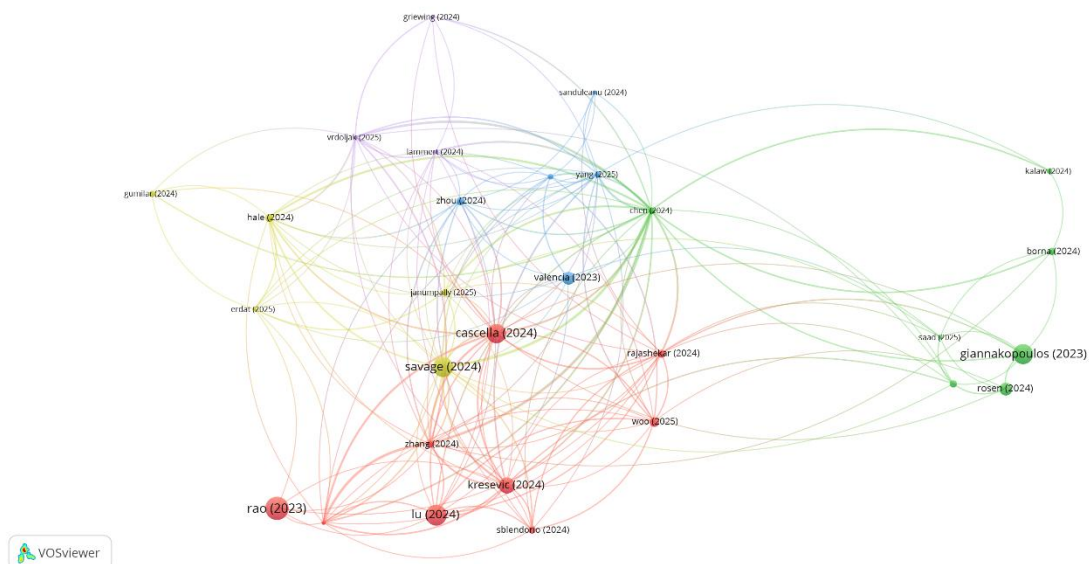 griewing (2024)
sanduleanu (2024)
vrdoljak (2025)
lammert (2024)
kalaw (2024)
yang (2025)
gumilar (2024)
zhou (2024)
chen (2024)
hale (2024)
borna (2024)
valencia (2023)
janumpally (2025)
erdat (2025)
cascella (2024)
saad (2025)
rajashekar (2024)
giannakopoulos (2023)
savage (2024)
rosen (2024)
woo (2025)
zhang (2024)
kresevic (2024)
rao (2023)
lu (2024)
sblendorio (2024)
VOSviewer